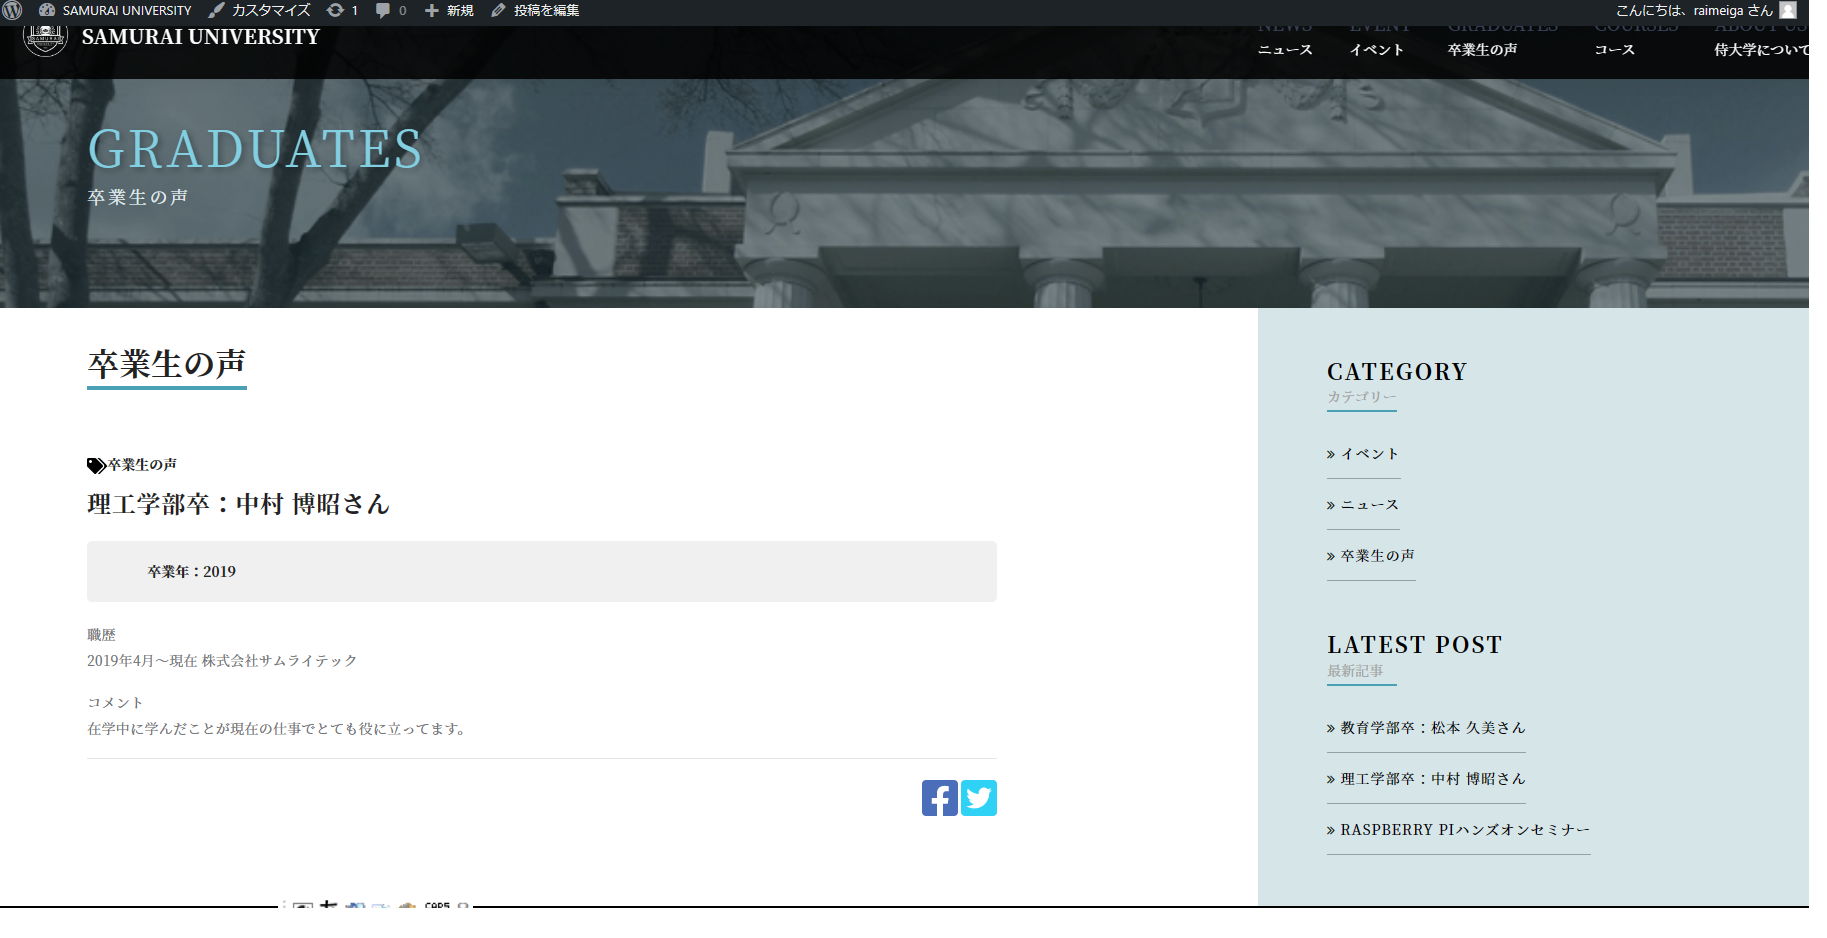 SAMURAI UNIVERSITY カスタマイズ 1 0 新規 投稿を編集 こんにちは、raimeiga さん
SAMURAI UNIVERSITY
NEWS EVENT GRADUATES COURSES ABOUT US
ニュース イベント 卒業生の声 コース 侍大学について
GRADUATES
卒業生の声
卒業生の声
卒業生の声
理工学部卒：中村 博昭さん
卒業年：2019
職歴
2019年4月～現在 株式会社サムライテック
コメント
在学中に学んだことが現在の仕事でとても役に立ってます。
CATEGORY
カテゴリー
» イベント
» ニュース
» 卒業生の声
LATEST POST
最新記事
» 教育学部卒：松本 久美さん
» 理工学部卒：中村 博昭さん
» RASPBERRY PIハンズオンセミナー